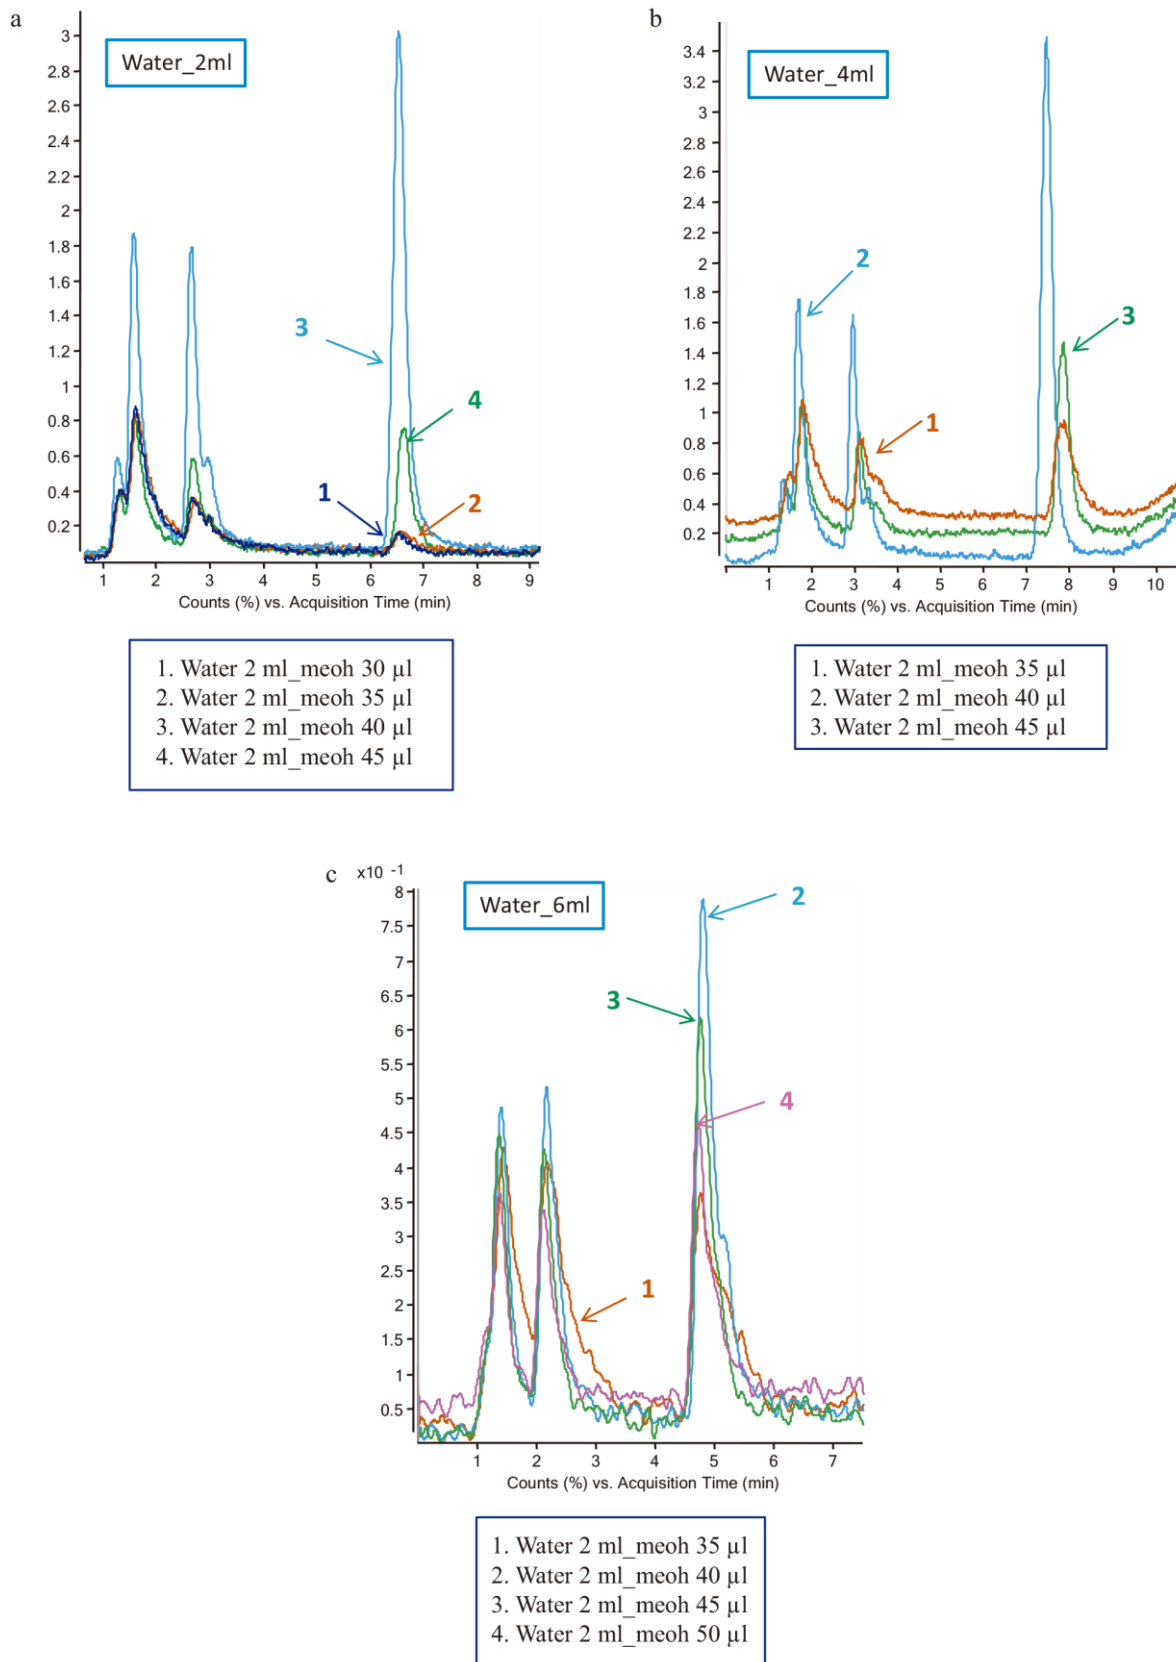 a
Water_2ml
3
2.8
2.6
2.4
2.2
2
1.8
1.6
1.4
1.2
1
0.8
0.6
0.4
0.2
3
4
1
2
1 2 3 4 5 6 7 8 9
Counts (%) vs. Acquisition Time (min)
1. Water 2 ml_meoh 30 µl
2. Water 2 ml_meoh 35 µl
3. Water 2 ml_meoh 40 µl
4. Water 2 ml_meoh 45 µl
b
Water_4ml
3.4
3.2
3
2.8
2.6
2.4
2.2
2
1.8
1.6
1.4
1.2
1
0.8
0.6
0.4
0.2
2
3
1
1 2 3 4 5 6 7 8 9 10
Counts (%) vs. Acquisition Time (min)
1. Water 2 ml_meoh 35 µl
2. Water 2 ml_meoh 40 µl
3. Water 2 ml_meoh 45 µl
c
x10 -1
Water_6ml
8
7.5
7
6.5
6
5.5
5
4.5
4
3.5
3
2.5
2
1.5
1
0.5
2
3
4
1
1 2 3 4 5 6 7
Counts (%) vs. Acquisition Time (min)
1. Water 2 ml_meoh 35 µl
2. Water 2 ml_meoh 40 µl
3. Water 2 ml_meoh 45 µl
4. Water 2 ml_meoh 50 µl